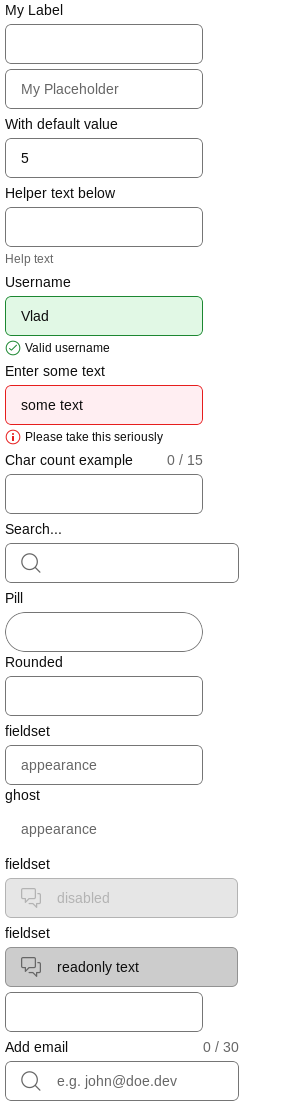 My Label
My Placeholder
With default value
5
Helper text below
Help text
Username
Vlad
Valid username
Enter some text
some text
Please take this seriously
Char count example 0 / 15
Search...
Pill
Rounded
fieldset
appearance
ghost
appearance
fieldset
disabled
fieldset
readonly text
Add email 0 / 30
e.g. john@doe.dev